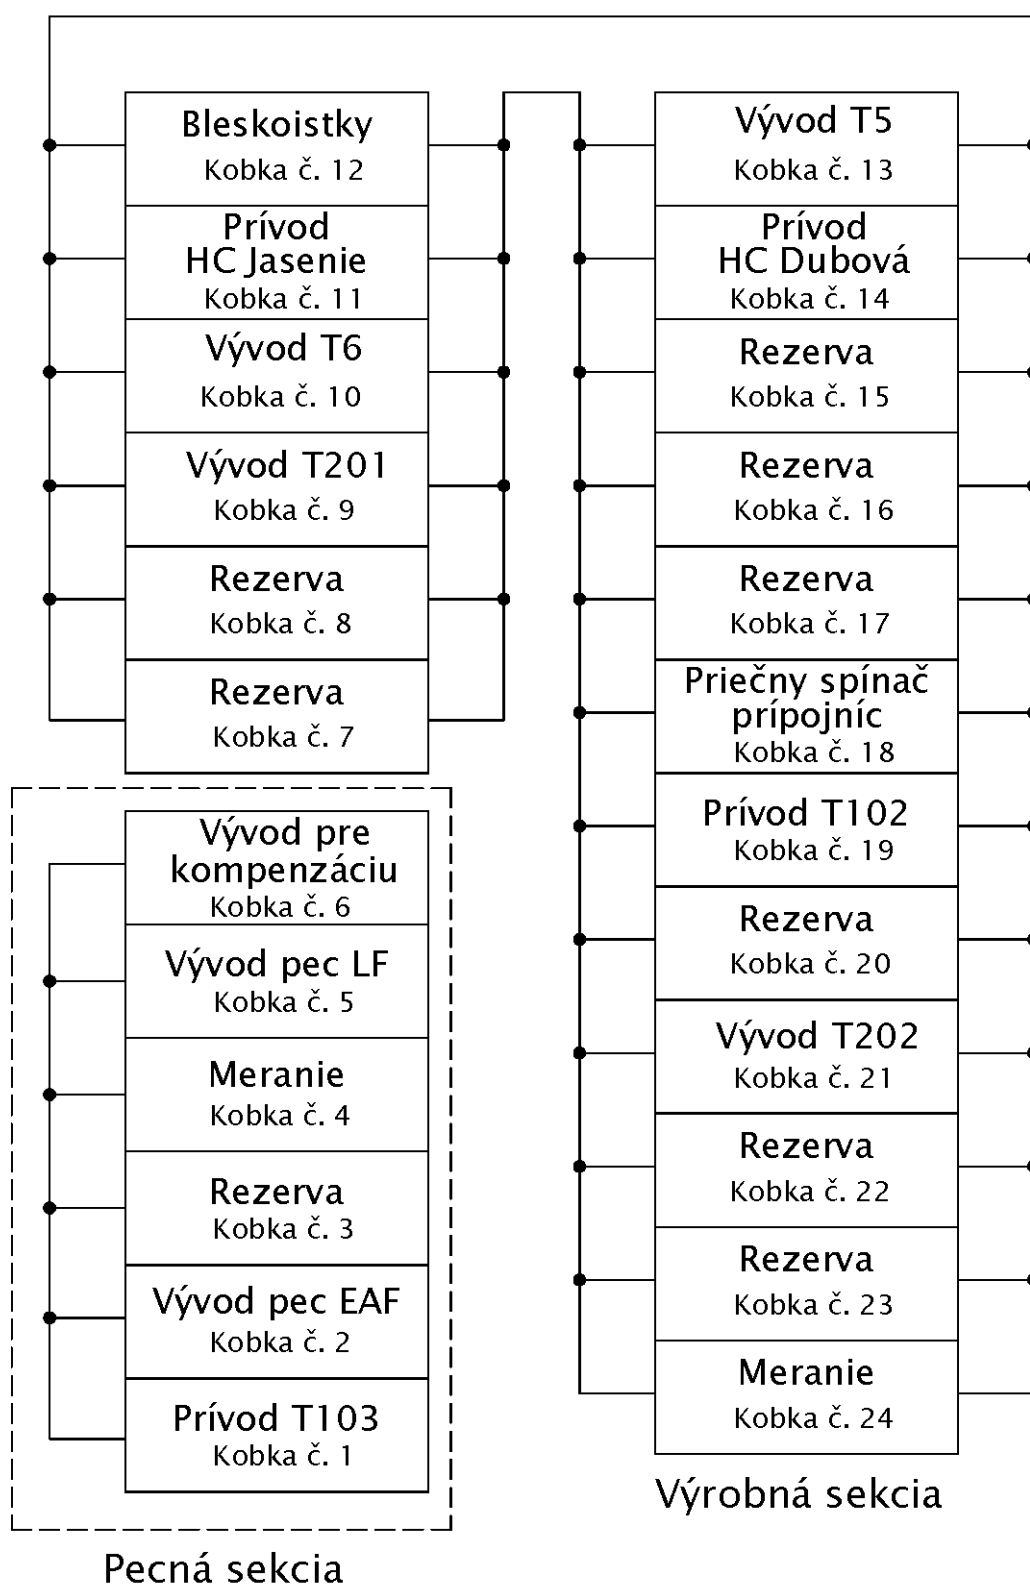 Bleskoistky
Kobka č. 12
Prívod
HC Jasenie
Kobka č. 11
Vývod T6
Kobka č. 10
Vývod T201
Kobka č. 9
Rezerva
Kobka č. 8
Rezerva
Kobka č. 7
Vývod pre
kompenzáciu
Kobka č. 6
Vývod pec LF
Kobka č. 5
Meranie
Kobka č. 4
Rezerva
Kobka č. 3
Vývod pec EAF
Kobka č. 2
Prívod T103
Kobka č. 1
Pecná sekcia
Vývod T5
Kobka č. 13
Prívod
HC Dubová
Kobka č. 14
Rezerva
Kobka č. 15
Rezerva
Kobka č. 16
Rezerva
Kobka č. 17
Priečny spínač
prípojníc
Kobka č. 18
Prívod T102
Kobka č. 19
Rezerva
Kobka č. 20
Vývod T202
Kobka č. 21
Rezerva
Kobka č. 22
Rezerva
Kobka č. 23
Meranie
Kobka č. 24
Výrobná sekcia